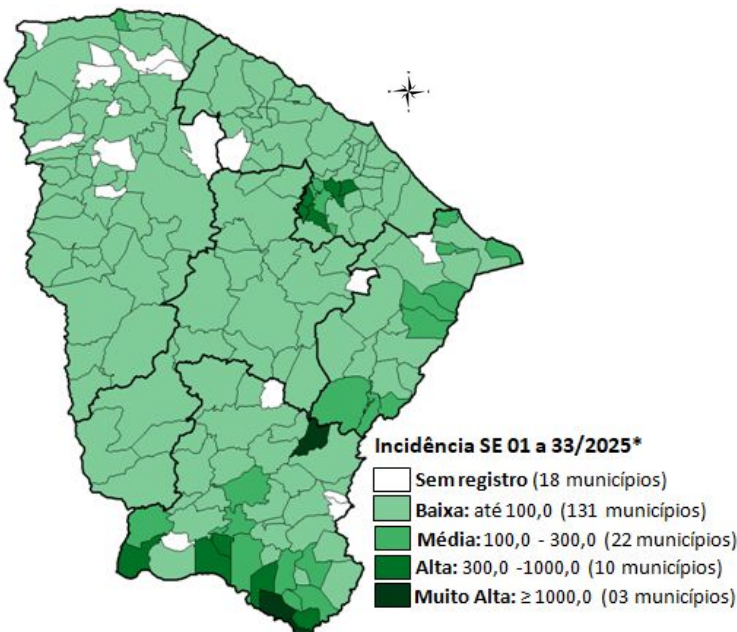 Incidência SE 01 a 33/2025*
Sem registro (18 municípios)
Baixa: até 100,0 (131 municípios)
Média: 100,0 - 300,0 (22 municípios)
Alta: 300,0 -1000,0 (10 municípios)
Muito Alta: ≥ 1000,0 (03 municípios)